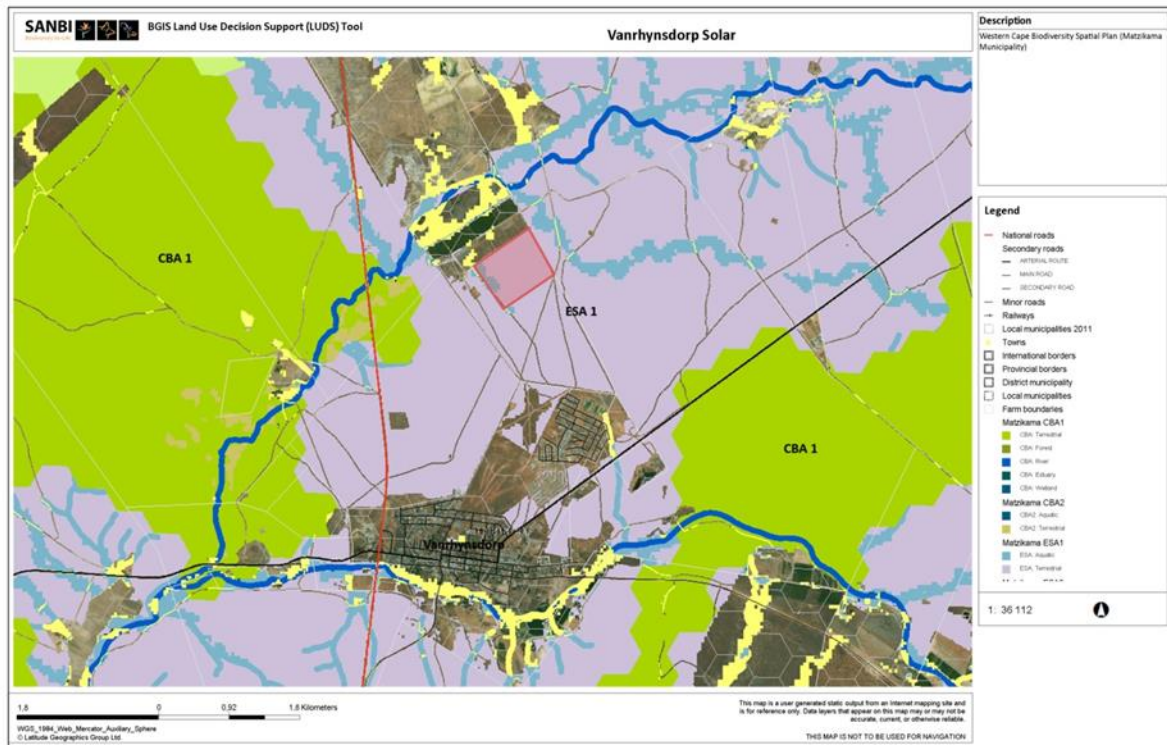 SANBI
Biodiversity for Life
BGIS Land Use Decision Support (LUDS) Tool
Vanrhynsdorp Solar
Description
Western Cape Biodiversity Spatial Plan (Matzikama
Municipality)
CBA 1
ESA 1
CBA 1
Vanrhynsdorp
Legend
National roads
Secondary roads
ARTERIAL ROUTE
MAIN ROAD
SECONDARY ROAD
Minor roads
Railways
Local municipalities 2011
Towns
International borders
Provincial borders
District municipality
Local municipalities
Farm boundaries
Matzikama CBA1
CBA: Terrestrial
CBA: Forest
CBA: River
CBA: Estuary
CBA: Wetland
Matzikama CBA2
CBA2: Aquatic
CBA2: Terrestrial
Matzikama ESA1
ESA: Aquatic
ESA: Terrestrial
1: 36 112
1,8 0 0,92 1,8 Kilometers
WGS_1984_Web_Mercator_Auxiliary_Sphere
© Latitude Geographics Group Ltd.
This map is a user generated static output from an Internet mapping site and
is for reference only. Data layers that appear on this map may or may not be
accurate, current, or otherwise reliable.
THIS MAP IS NOT TO BE USED FOR NAVIGATION